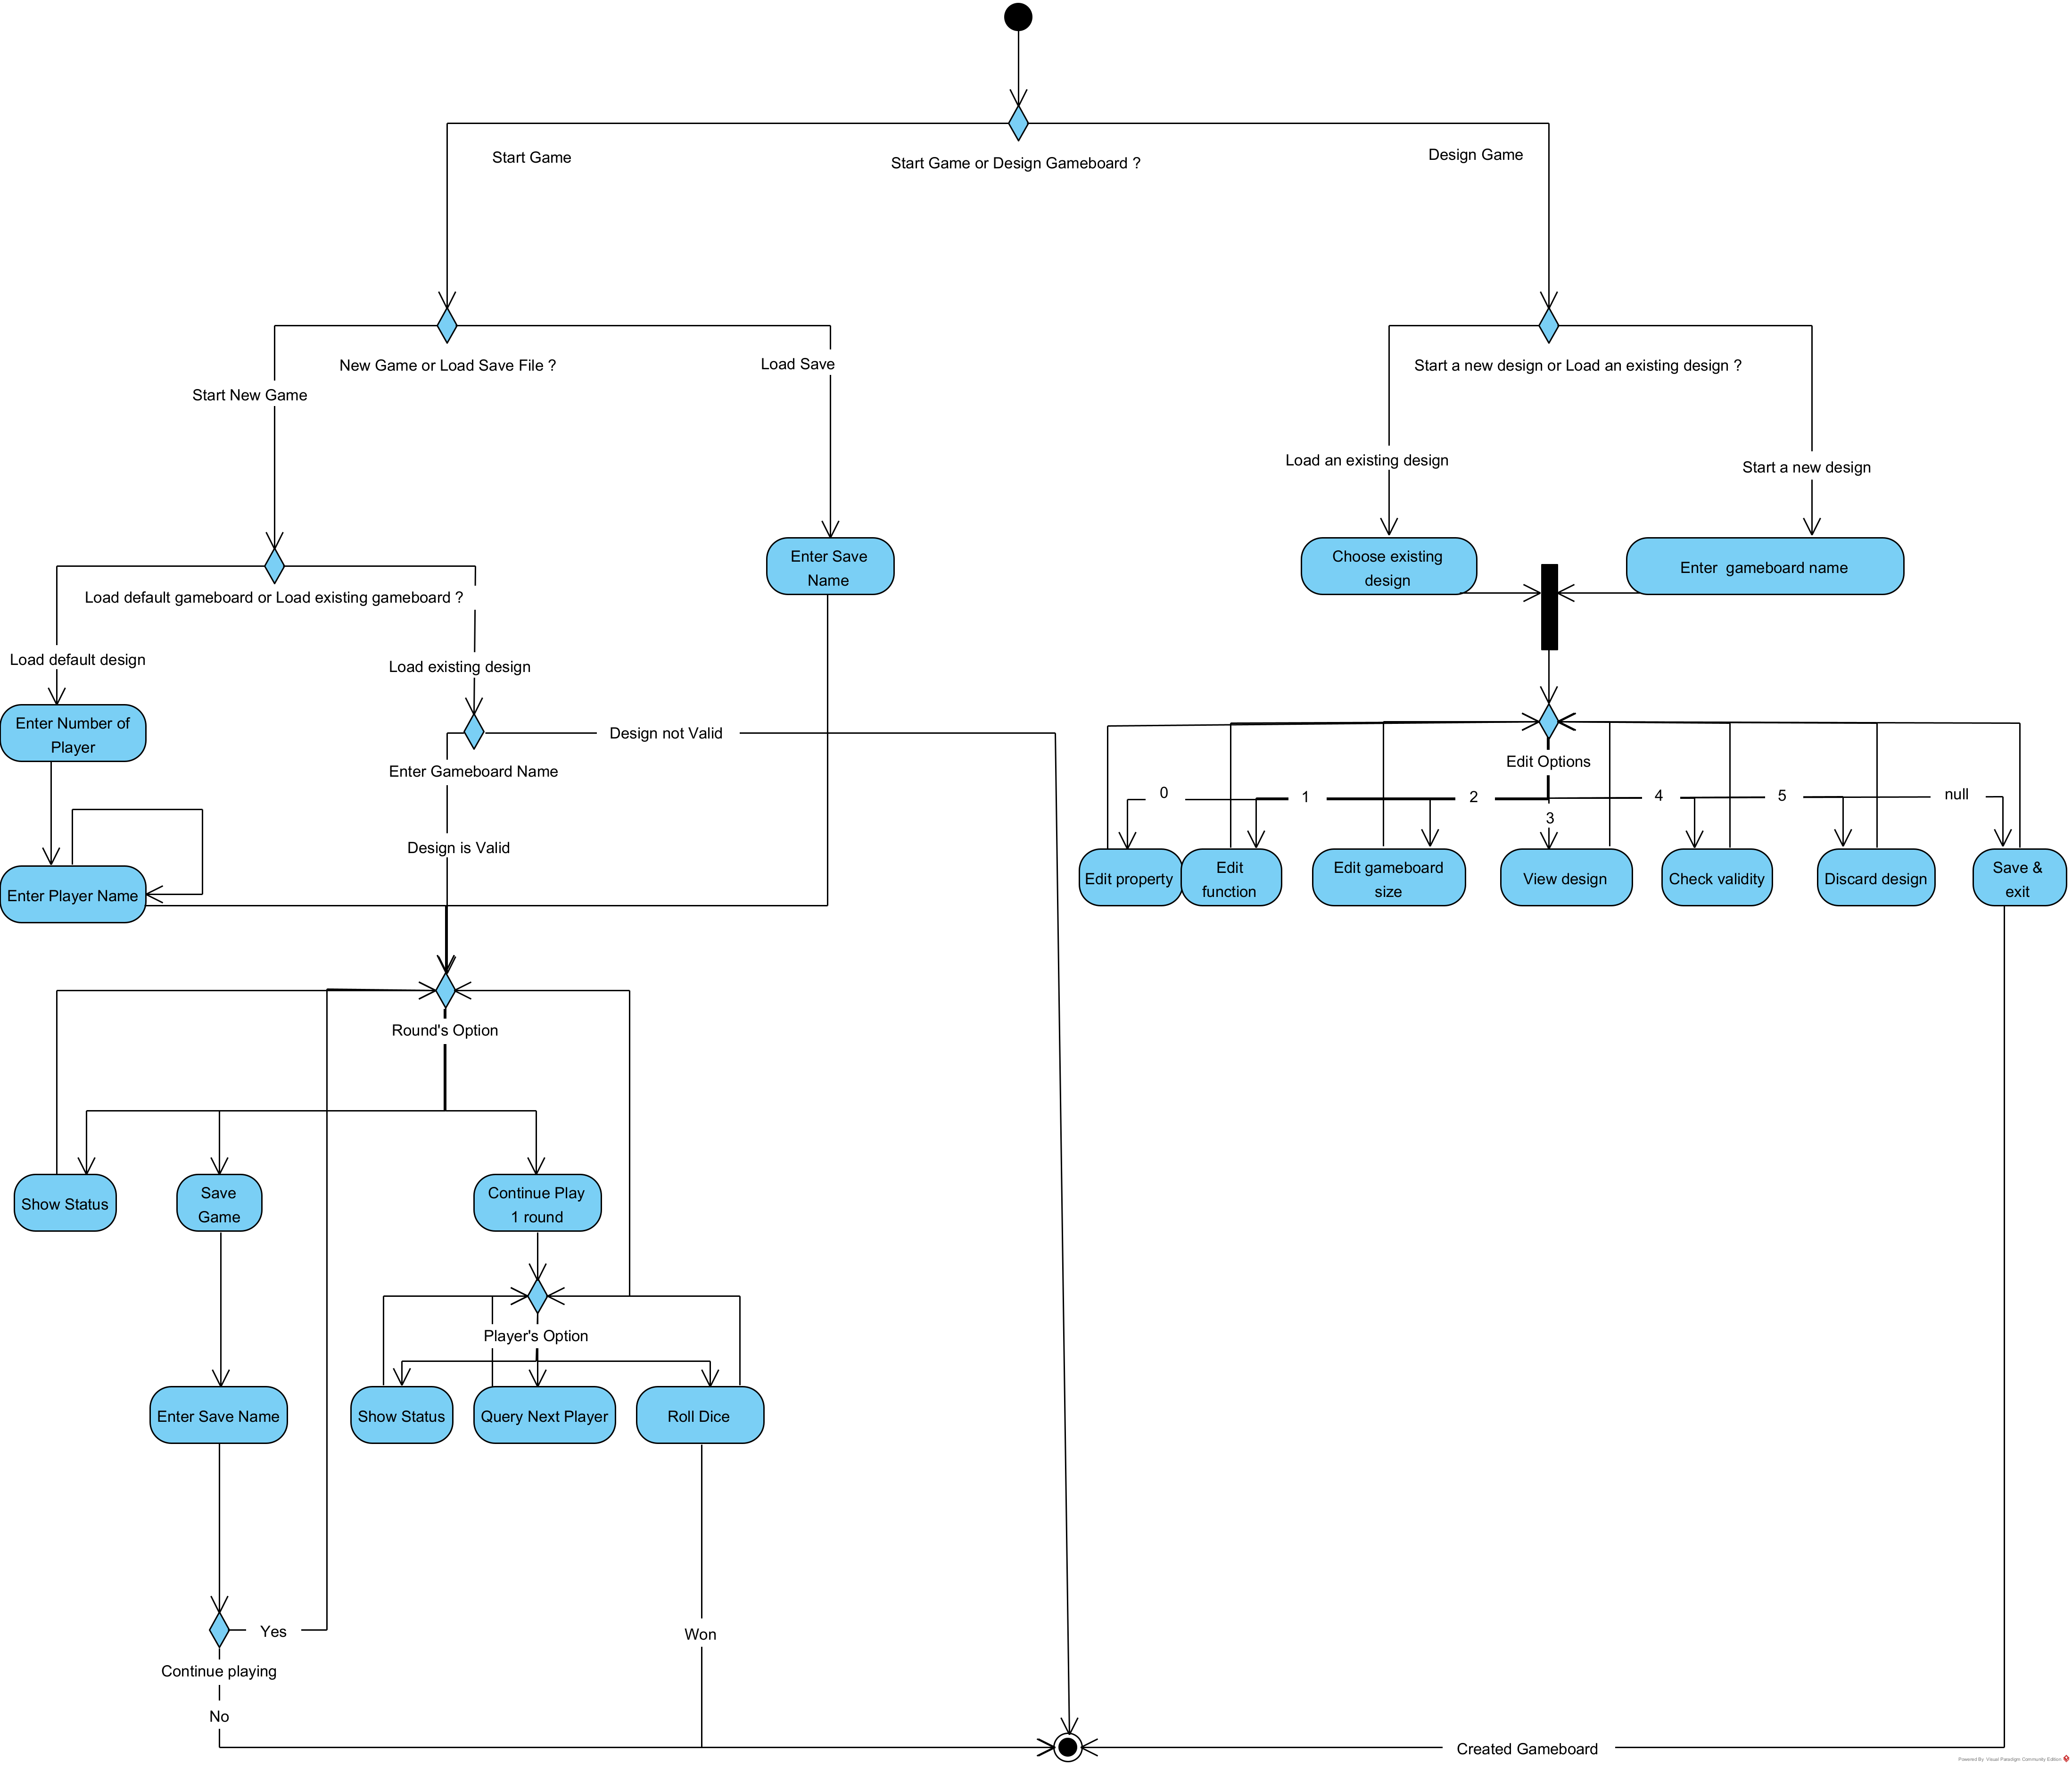 Start Game
Start Game or Design Gameboard ?
Design Game
New Game or Load Save File ?
Load Save
Start a new design or Load an existing design ?
Start New Game
Load an existing design
Start a new design
Enter Save
Name
Choose existing
design
Enter gameboard name
Load default gameboard or Load existing gameboard ?
Load default design
Load existing design
Enter Number of
Player
Design not Valid
Enter Gameboard Name
Edit Options
0
1
2
3
4
5
null
Design is Valid
Enter Player Name
Edit property
Edit
function
Edit gameboard
size
View design
Check validity
Discard design
Save &
exit
Round's Option
Show Status
Save
Game
Continue Play
1 round
Player's Option
Enter Save Name
Show Status
Query Next Player
Roll Dice
Yes
Won
Continue playing
No
Created Gameboard
Powered By Visual Paradigm Community Edition